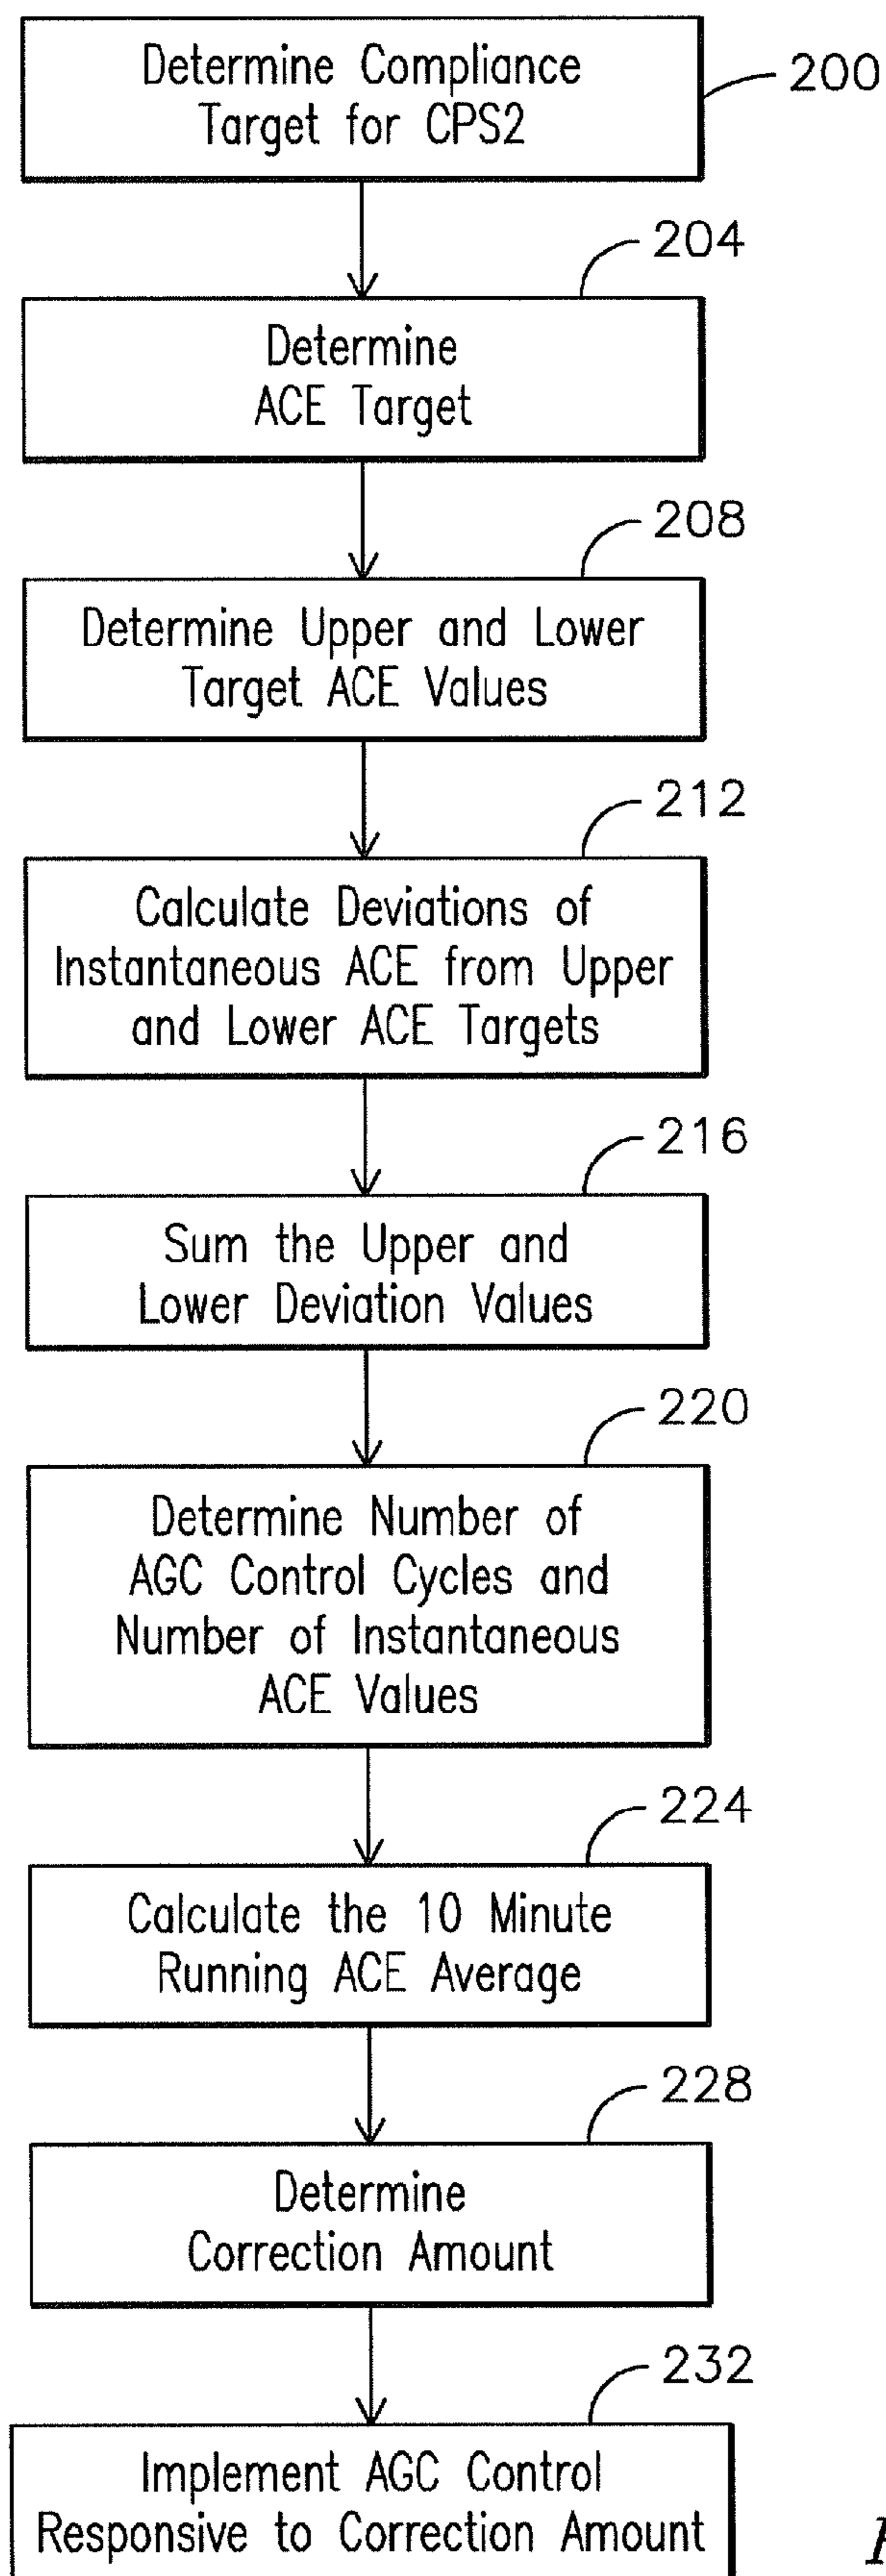 Determine Compliance
Target for CPS2
200
204
Determine
ACE Target
208
Determine Upper and Lower
Target ACE Values
212
Calculate Deviations of
Instantaneous ACE from Upper
and Lower ACE Targets
216
Sum the Upper and
Lower Deviation Values
220
Determine Number of
AGC Control Cycles and
Number of Instantaneous
ACE Values
224
Calculate the 10 Minute
Running ACE Average
228
Determine
Correction Amount
232
Implement AGC Control
Responsive to Correction Amount